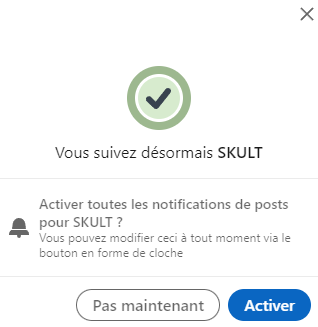 Vous suivez désormais SKULT
Activer toutes les notifications de posts
pour SKULT ?
Vous pouvez modifier ceci à tout moment via le
bouton en forme de cloche
Pas maintenant
Activer